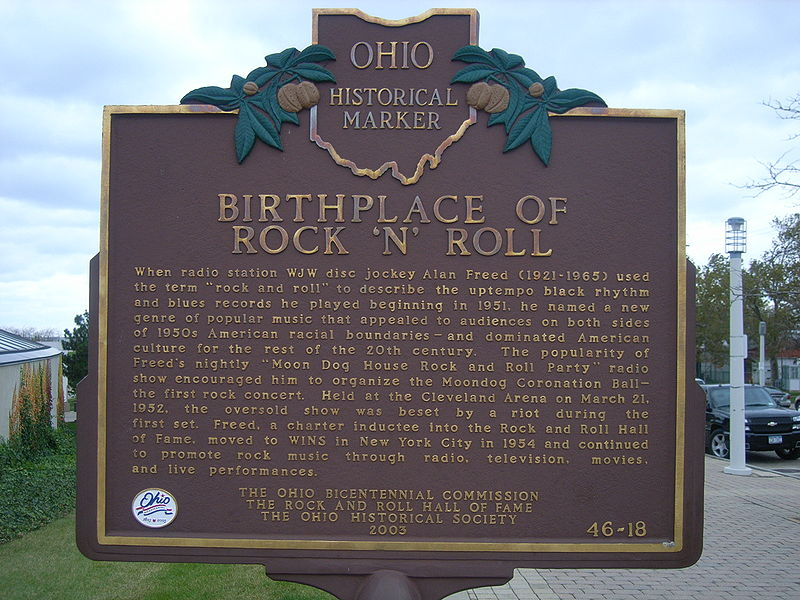 OHIO
HISTORICAL
MARKER
BIRTHPLACE OF
ROCK 'N' ROLL
When radio station WJW disc jockey Alan Freed (1921-1965) used
the term "rock and roll" to describe the uptempo black rhythm
and blues records he played beginning in 1951, he named a new
genre of popular music that appealed to audiences on both sides
of 1950s American racial boundaries—and dominated American
culture for the rest of the 20th century. The popularity of
Freed's nightly "Moon Dog House Rock and Roll Party" radio
show encouraged him to organize the Moondog Coronation Ball—
the first rock concert. Held at the Cleveland Arena on March 21,
1952, the oversold show was beset by a riot during the
first set. Freed, a charter inductee into the Rock and Roll Hall
of Fame, moved to WINS in New York City in 1954 and continued
to promote rock music through radio, television, movies,
and live performances.
THE OHIO BICENTENNIAL COMMISSION
THE ROCK AND ROLL HALL OF FAME
THE OHIO HISTORICAL SOCIETY
2003
46-18
Ohio
1803 2003